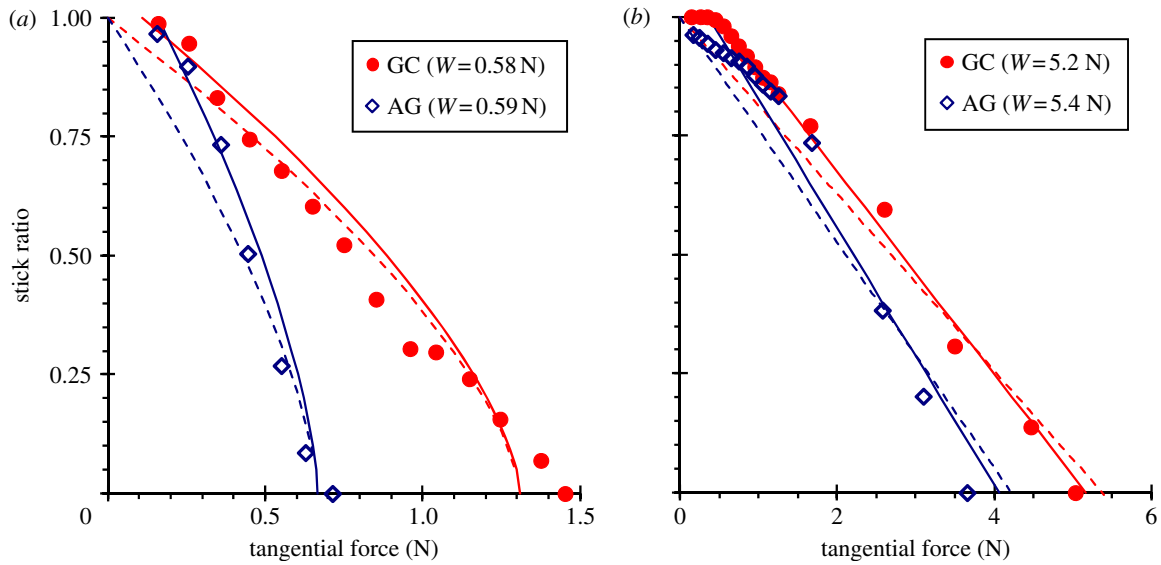 (a)
1.00
0.75
0.50
0.25
0
0.5
1.0
1.5
stick ratio
tangential force (N)
GC (W = 0.58 N)
AG (W = 0.59 N)
(b)
GC (W = 5.2 N)
AG (W = 5.4 N)
0
2
4
6
tangential force (N)